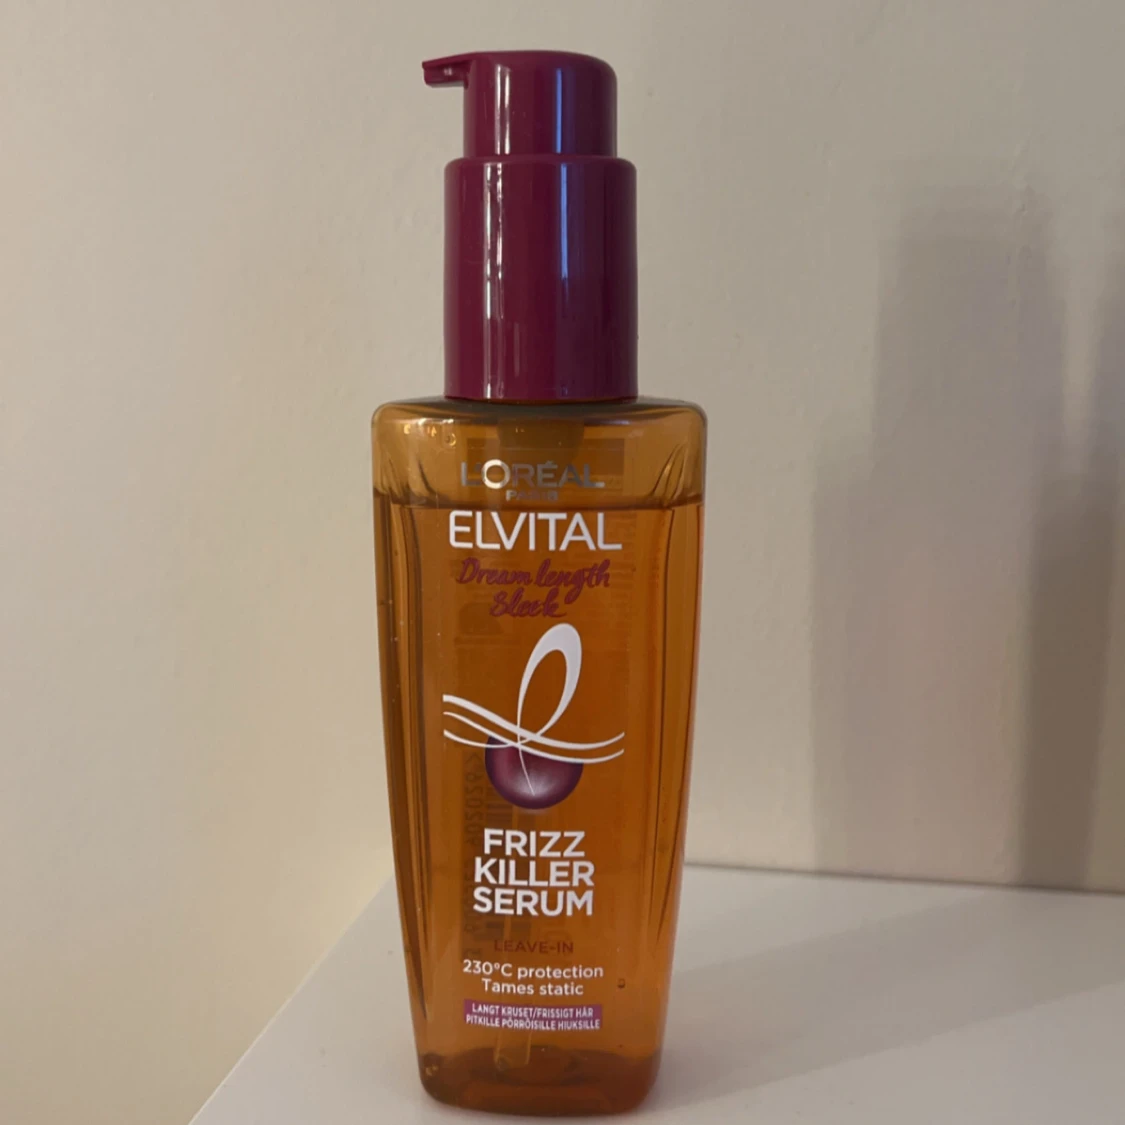 L'ORÉAL
PARIS
ELVITAL
Dream length
Sleek
FRIZZ
KILLER
SERUM
LEAVE-IN
230°C protection
Tames static
LANGT KRUSET/FRISSIGT HÅR
PITKILLE PÖRRÖISILLE HIUKSILLE